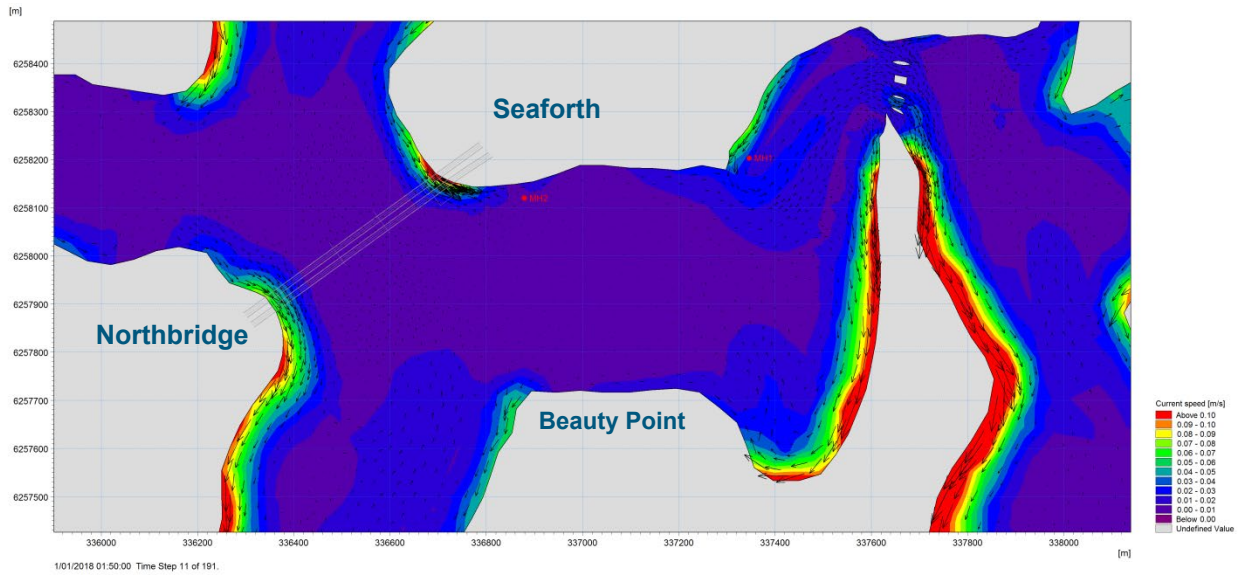 [m]
6258400
6258300
6258200
6258100
6258000
6257900
6257800
6257700
6257600
6257500
Seaforth
MH1
MH2
Northbridge
Beauty Point
336000
336200
336400
336600
336800
337000
337200
337400
337600
337800
338000
[m]
1/01/2018 01:50:00 Time Step 11 of 191.
Current speed [m/s]
Above 0.10
0.09 - 0.10
0.08 - 0.09
0.07 - 0.08
0.06 - 0.07
0.05 - 0.06
0.04 - 0.05
0.03 - 0.04
0.02 - 0.03
0.01 - 0.02
0.00 - 0.01
Below 0.00
Undefined Value